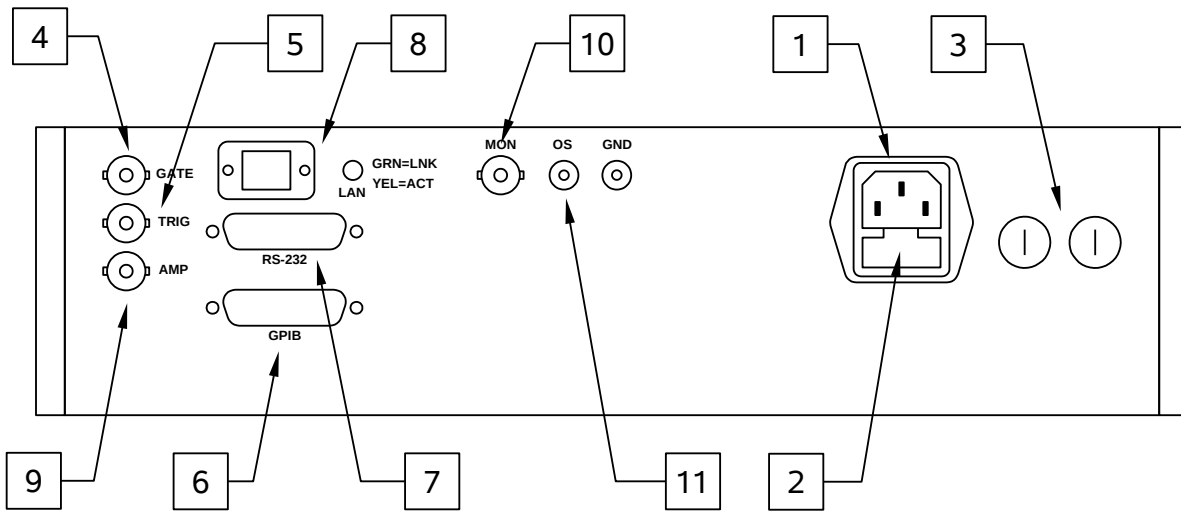 4
5
8
10
1
3
MON
OS
GND
GATE
GRN=LNK
YEL=ACT
LAN
TRIG
RS-232
AMP
GPIB
9
6
7
11
2